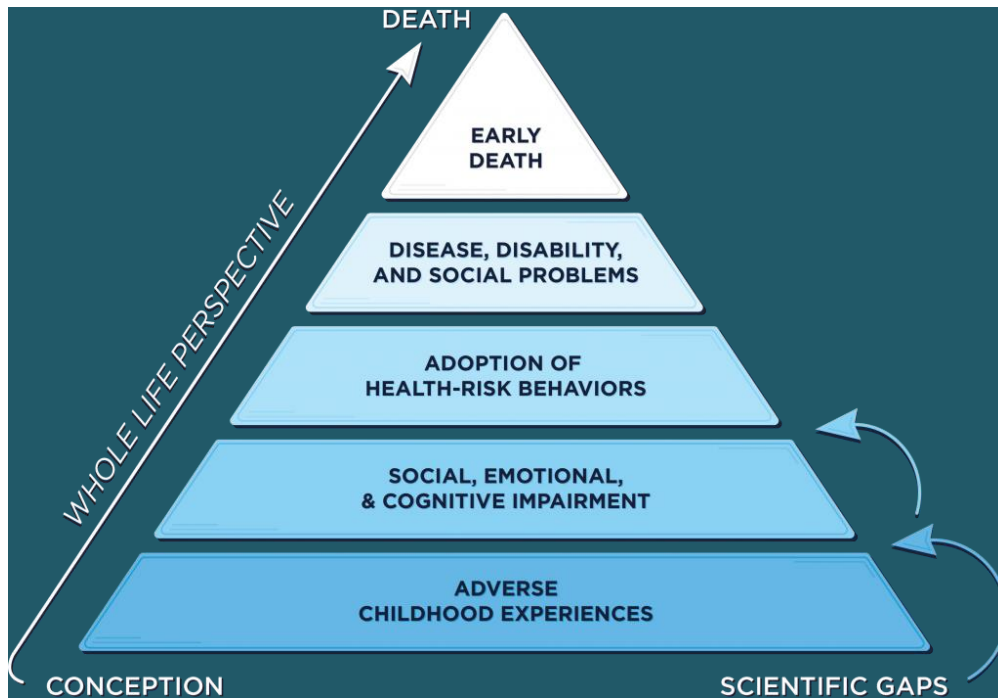 DEATH
EARLY
DEATH
DISEASE, DISABILITY,
AND SOCIAL PROBLEMS
WHOLE LIFE PERSPECTIVE
ADOPTION OF
HEALTH-RISK BEHAVIORS
SOCIAL, EMOTIONAL,
& COGNITIVE IMPAIRMENT
ADVERSE
CHILDHOOD EXPERIENCES
CONCEPTION
SCIENTIFIC GAPS